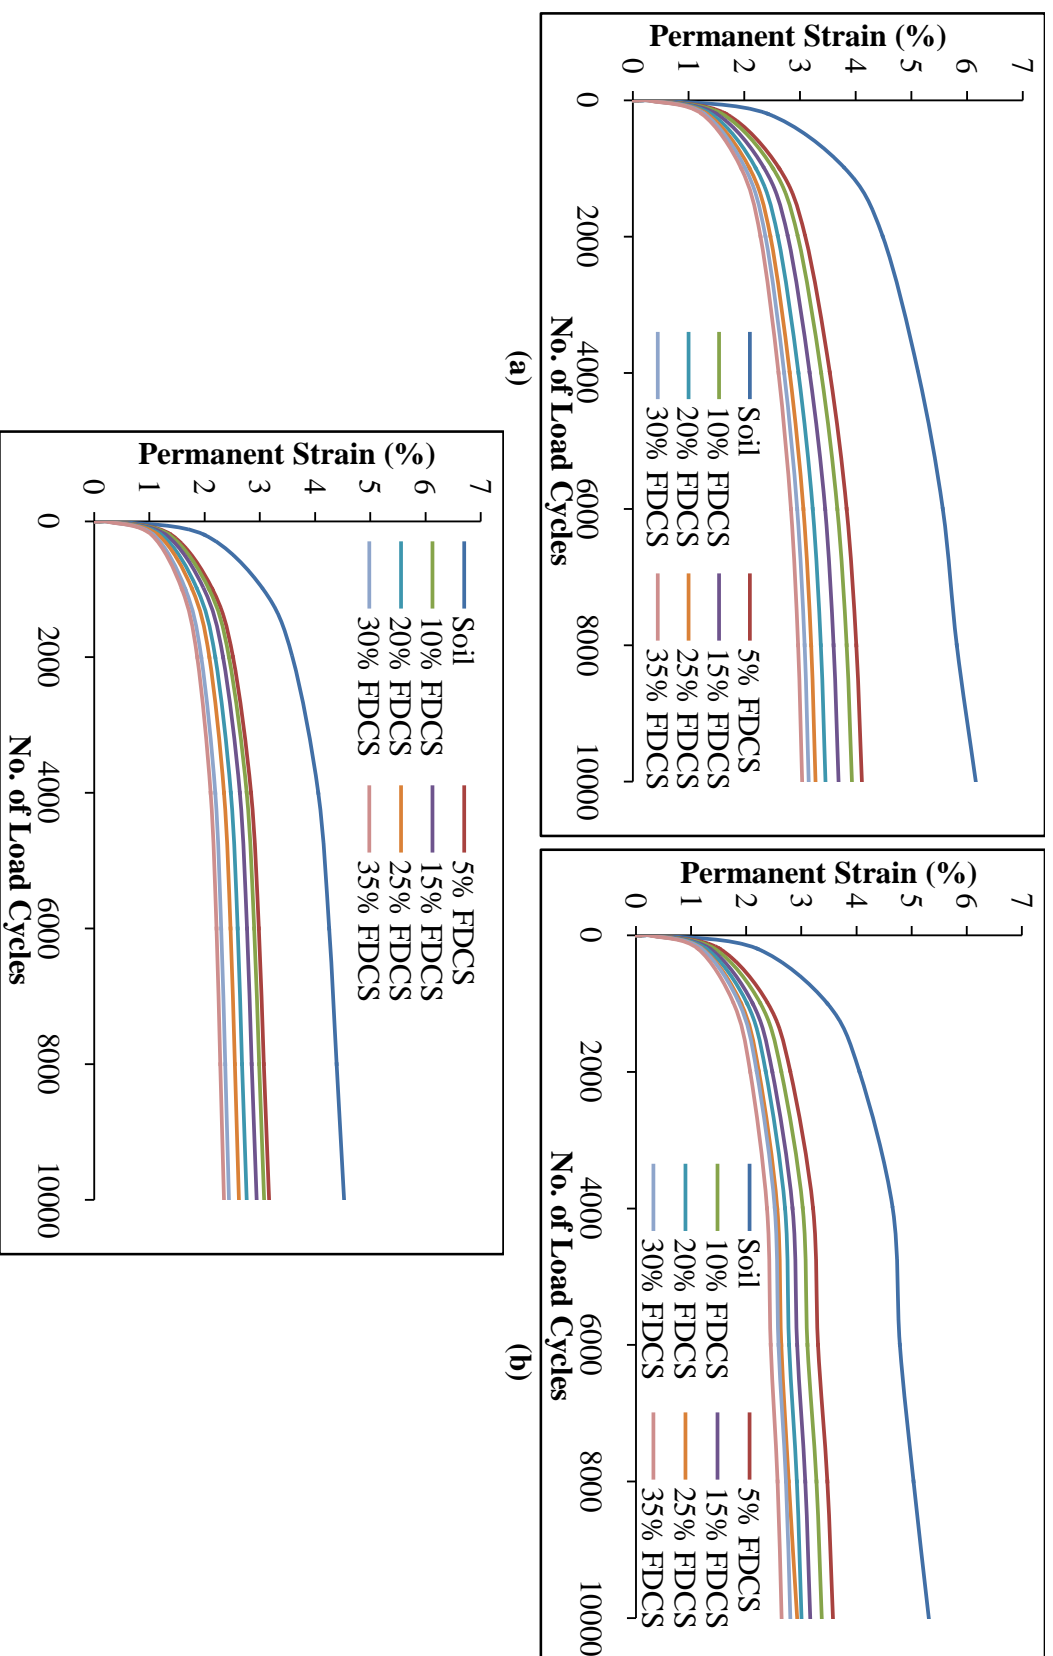 Permanent Strain (%)
7
6
5
4
3
2
1
0
0 2000 4000 6000 8000 10000
No. of Load Cycles
Soil 5% FDCS
10% FDCS 15% FDCS
20% FDCS 25% FDCS
30% FDCS 35% FDCS
(a)
Permanent Strain (%)
7
6
5
4
3
2
1
0
0 2000 4000 6000 8000 10000
No. of Load Cycles
Soil 5% FDCS
10% FDCS 15% FDCS
20% FDCS 25% FDCS
30% FDCS 35% FDCS
(b)
Permanent Strain (%)
7
6
5
4
3
2
1
0
0 2000 4000 6000 8000 10000
No. of Load Cycles
Soil 5% FDCS
10% FDCS 15% FDCS
20% FDCS 25% FDCS
30% FDCS 35% FDCS